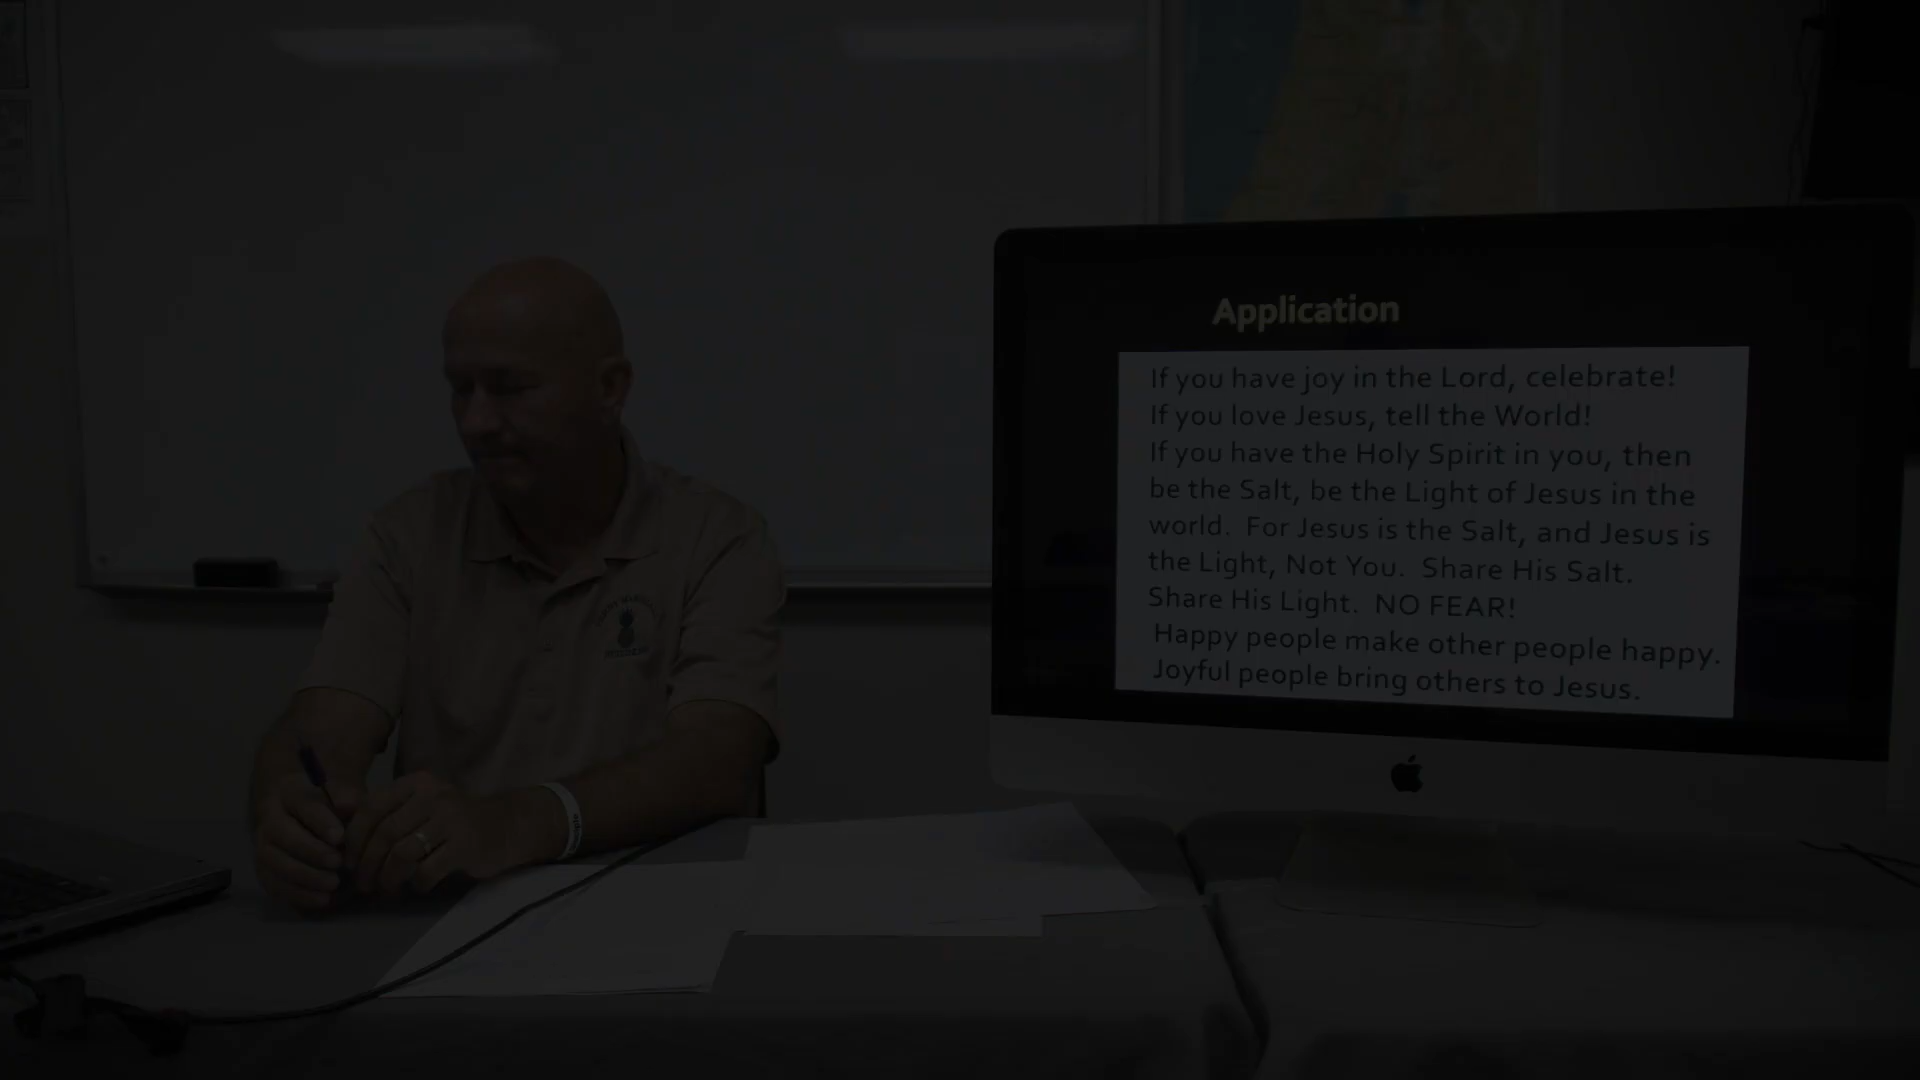 Application
If you have joy in the Lord, celebrate!
If you love Jesus, tell the World!
If you have the Holy Spirit in you, then
be the Salt, be the Light of Jesus in the
world. For Jesus is the Salt, and Jesus is
the Light, Not You. Share His Salt.
Share His Light. NO FEAR!
Happy people make other people happy.
Joyful people bring others to Jesus.